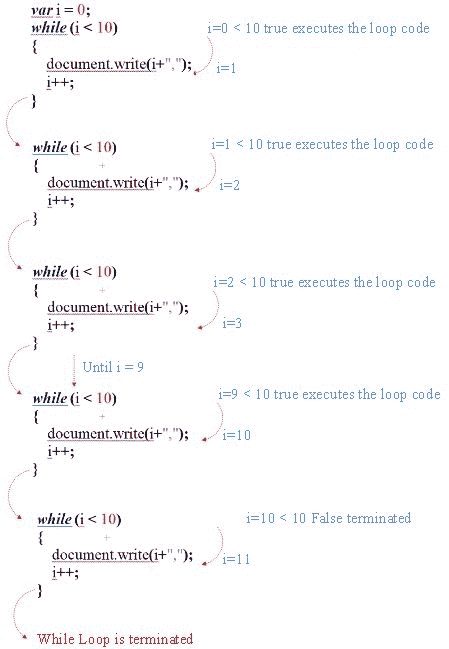 var i = 0;
while (i < 10)
i=0 < 10 true executes the loop code
{
document.write(i+",");
i=1
i++;
}
while (i < 10)
i=1 < 10 true executes the loop code
{
+
document.write(i+",");
i=2
i++;
}
while (i < 10)
i=2 < 10 true executes the loop code
{
+
document.write(i+",");
i++;
i=3
}
Until i = 9
while (i < 10)
i=9 < 10 true executes the loop code
{
+
document.write(i+",");
i=10
i++;
}
while (i < 10)
i=10 < 10 False terminated
{
+
document.write(i+",");
i=11
i++;
}
While Loop is terminated